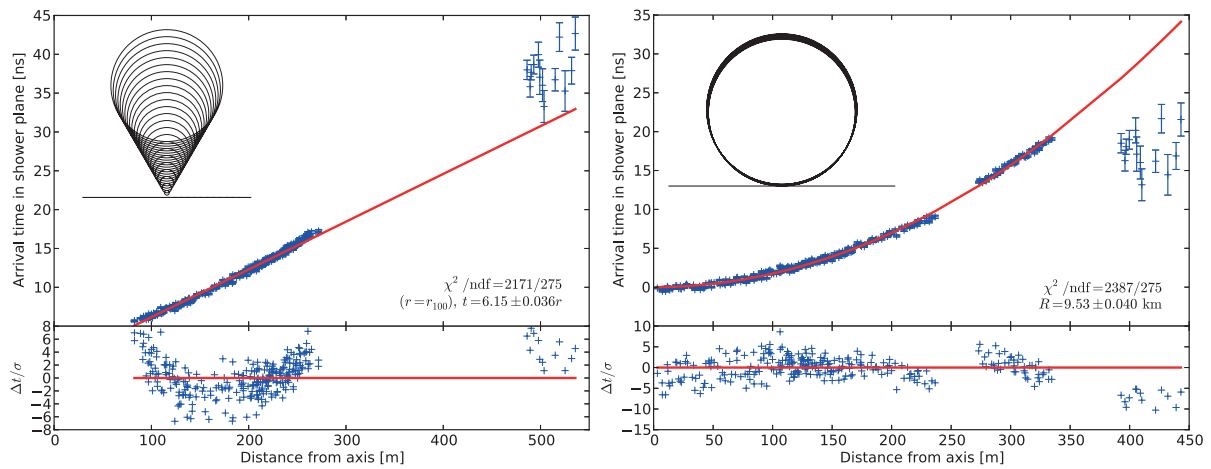 45
40
35
30
25
20
15
10
8
Arrival time in shower plane [ns]
χ² /ndf=2171/275
(r=r₁₀₀), t=6.15±0.036r
6
4
2
0
−2
−4
−6
−8
Δt/σ
0 100 200 300 400 500
Distance from axis [m]
35
30
25
20
15
10
5
0
−5
Arrival time in shower plane [ns]
χ² /ndf=2387/275
R=9.53±0.040 km
10
5
0
−5
−10
−15
Δt/σ
0 50 100 150 200 250 300 350 400 450
Distance from axis [m]